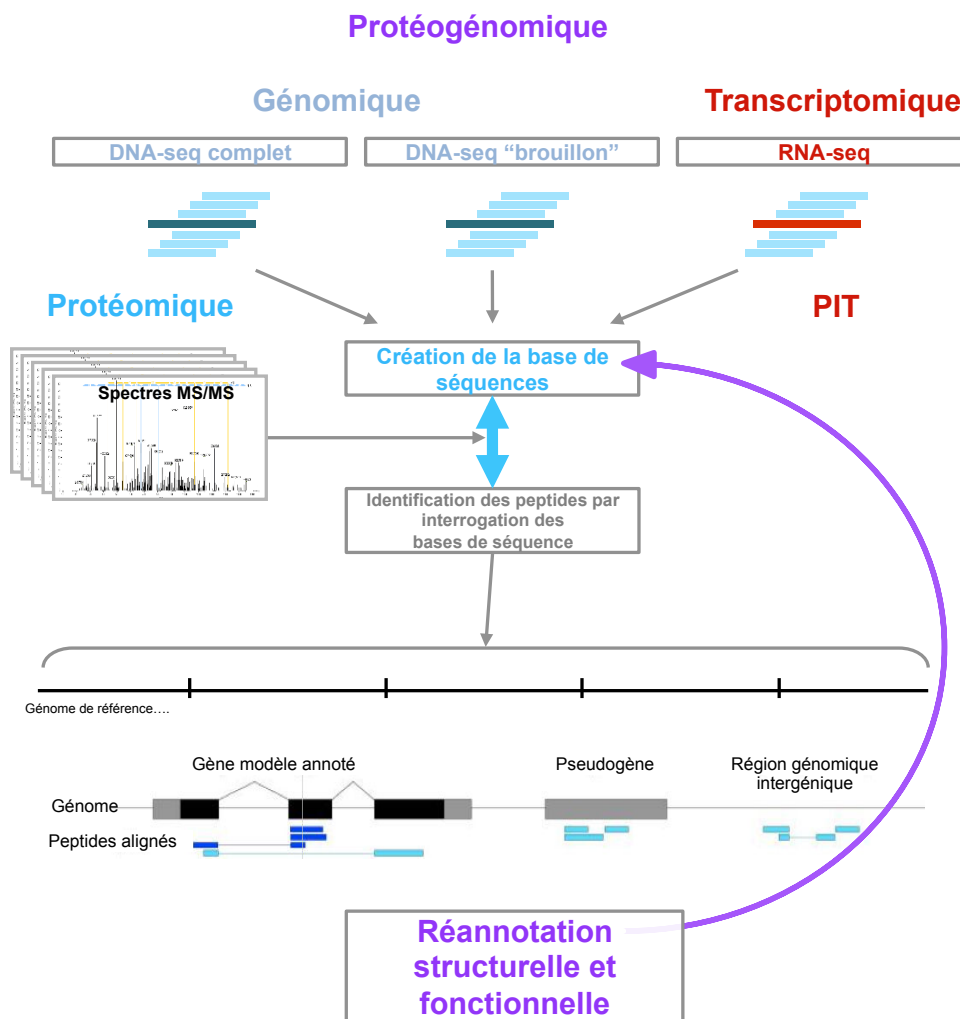 Protéogénomique
Génomique
Transcriptomique
DNA-seq complet
DNA-seq “brouillon”
RNA-seq
Protéomique
PIT
Création de la base de
séquences
Spectres MS/MS
Identification des peptides par
interrogation des
bases de séquence
Génome de référence….
Gène modèle annoté
Pseudogène
Région génomique
intergénique
Génome
Peptides alignés
Réannotation
structurelle et
fonctionnelle